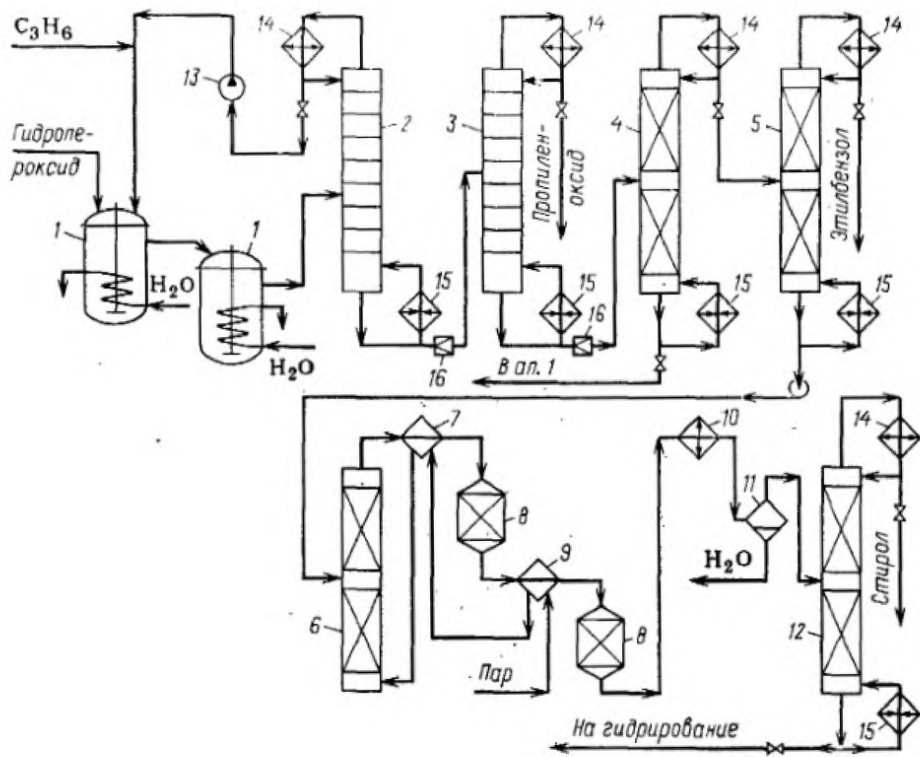 C₃H₆
14
14
14
14
13
Гидропе-
роксид
2
3
4
5
Пропилен-
оксид
Этилбензол
1
1
H₂O
15
15
15
15
H₂O
16
16
В ап. 1
7
10
14
8
11
9
H₂O
Стирол
6
8
12
Пар
На гидрирование
15